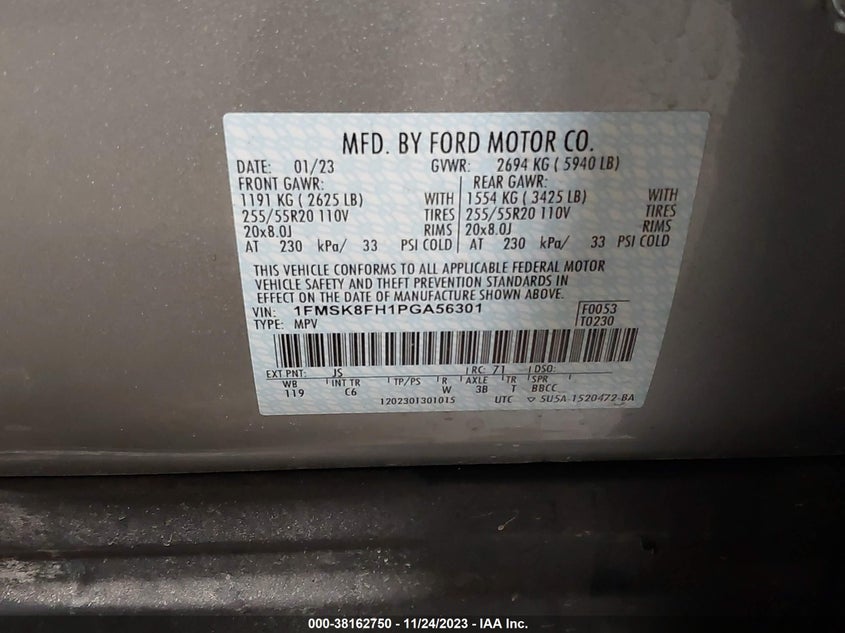 MFD. BY FORD MOTOR CO.
DATE: 01/23 GVWR: 2694 KG ( 5940 LB)
FRONT GAWR: REAR GAWR:
1191 KG ( 2625 LB) WITH 1554 KG ( 3425 LB) WITH
255/55R20 110V TIRES 255/55R20 110V TIRES
20x8.0J RIMS 20x8.0J RIMS
AT 230 kPa/ 33 PSI COLD AT 230 kPa/ 33 PSI COLD
THIS VEHICLE CONFORMS TO ALL APPLICABLE FEDERAL MOTOR
VEHICLE SAFETY AND THEFT PREVENTION STANDARDS IN
EFFECT ON THE DATE OF MANUFACTURE SHOWN ABOVE.
VIN: 1FMSK8FH1PGA56301 F0053
TYPE: MPV T0230
EXT PNT: JS RC: 71 DSO:
WB INT TR TP/PS R AXLE TR SPR
119 C6 W 3B T BBCC
1202301301015 UTC ▽ 5U5A-1520472-BA
000-38162750 - 11/24/2023 - IAA Inc.